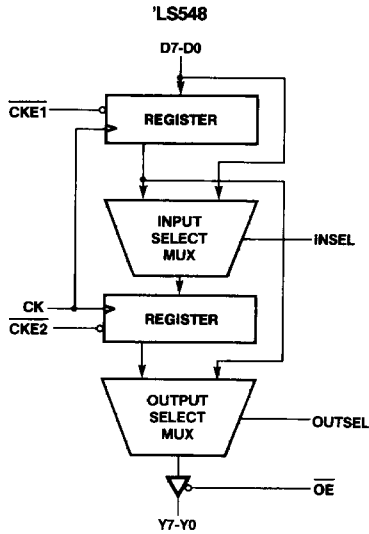 'LS548
D7-D0
CKE1
REGISTER
INPUT
SELECT
MUX
INSEL
CK
CKE2
REGISTER
OUTPUT
SELECT
MUX
OUTSEL
OE
Y7-Y0